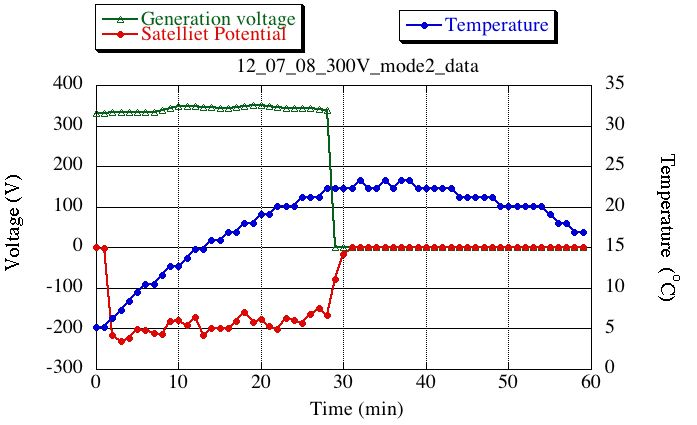 Generation voltage
Satelliet Potential
Temperature
12_07_08_300V_mode2_data
400
300
200
100
0
-100
-200
-300
Voltage (V)
35
30
25
20
15
10
5
0
Temperature (°C)
0 10 20 30 40 50 60
Time (min)